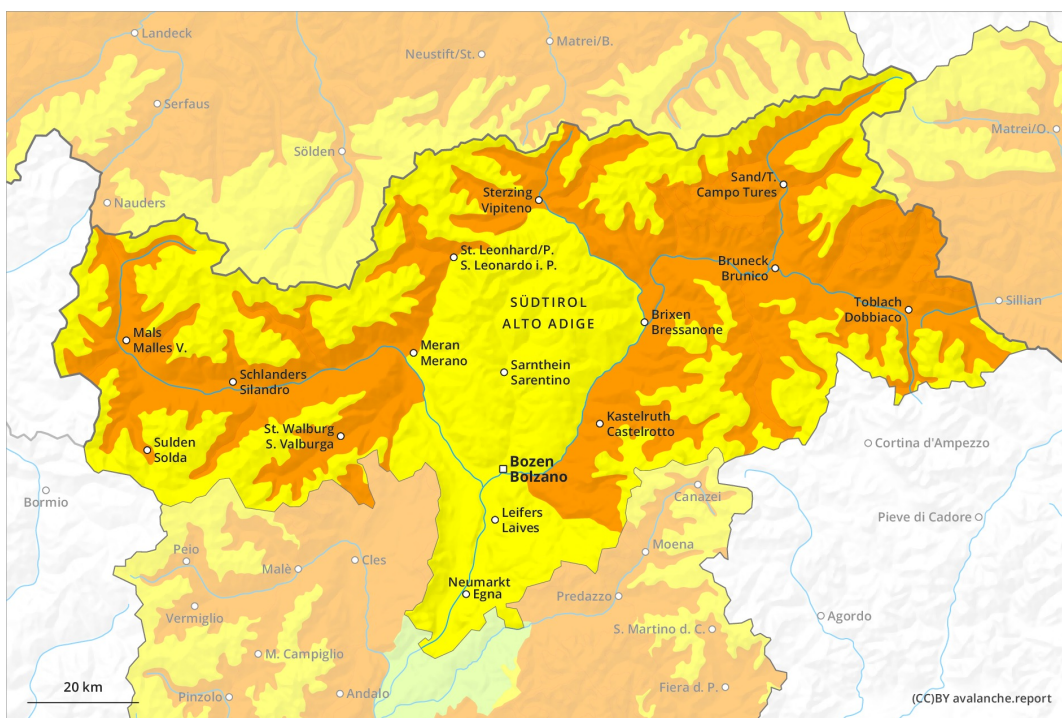 Landeck
Matrei/B.
Neustift/St.
Serfaus
Matrei/O.
Sölden
Sand/T.
Campo Tures
Sterzing
Vipiteno
Nauders
St. Leonhard/P.
S. Leonardo i. P.
Bruneck
Brunico
SÜDTIROL
ALTO ADIGE
Toblach
Dobbiaco
Sillian
Brixen
Bressanone
Mals
Malles V.
Meran
Merano
Sarnthein
Sarentino
Schlanders
Silandro
Kastelruth
Castelrotto
St. Walburg
S. Valburga
Sulden
Solda
Cortina d'Ampezzo
Bozen
Bolzano
Bormio
Canazei
Leifers
Laives
Pieve di Cadore
Peio
Moena
Malè
Cles
Neumarkt
Egna
Predazzo
Vermiglio
Agordo
S. Martino d. C.
M. Campiglio
20 km
Pinzolo
Andalo
Fiera d. P.
(CC)BY avalanche.report